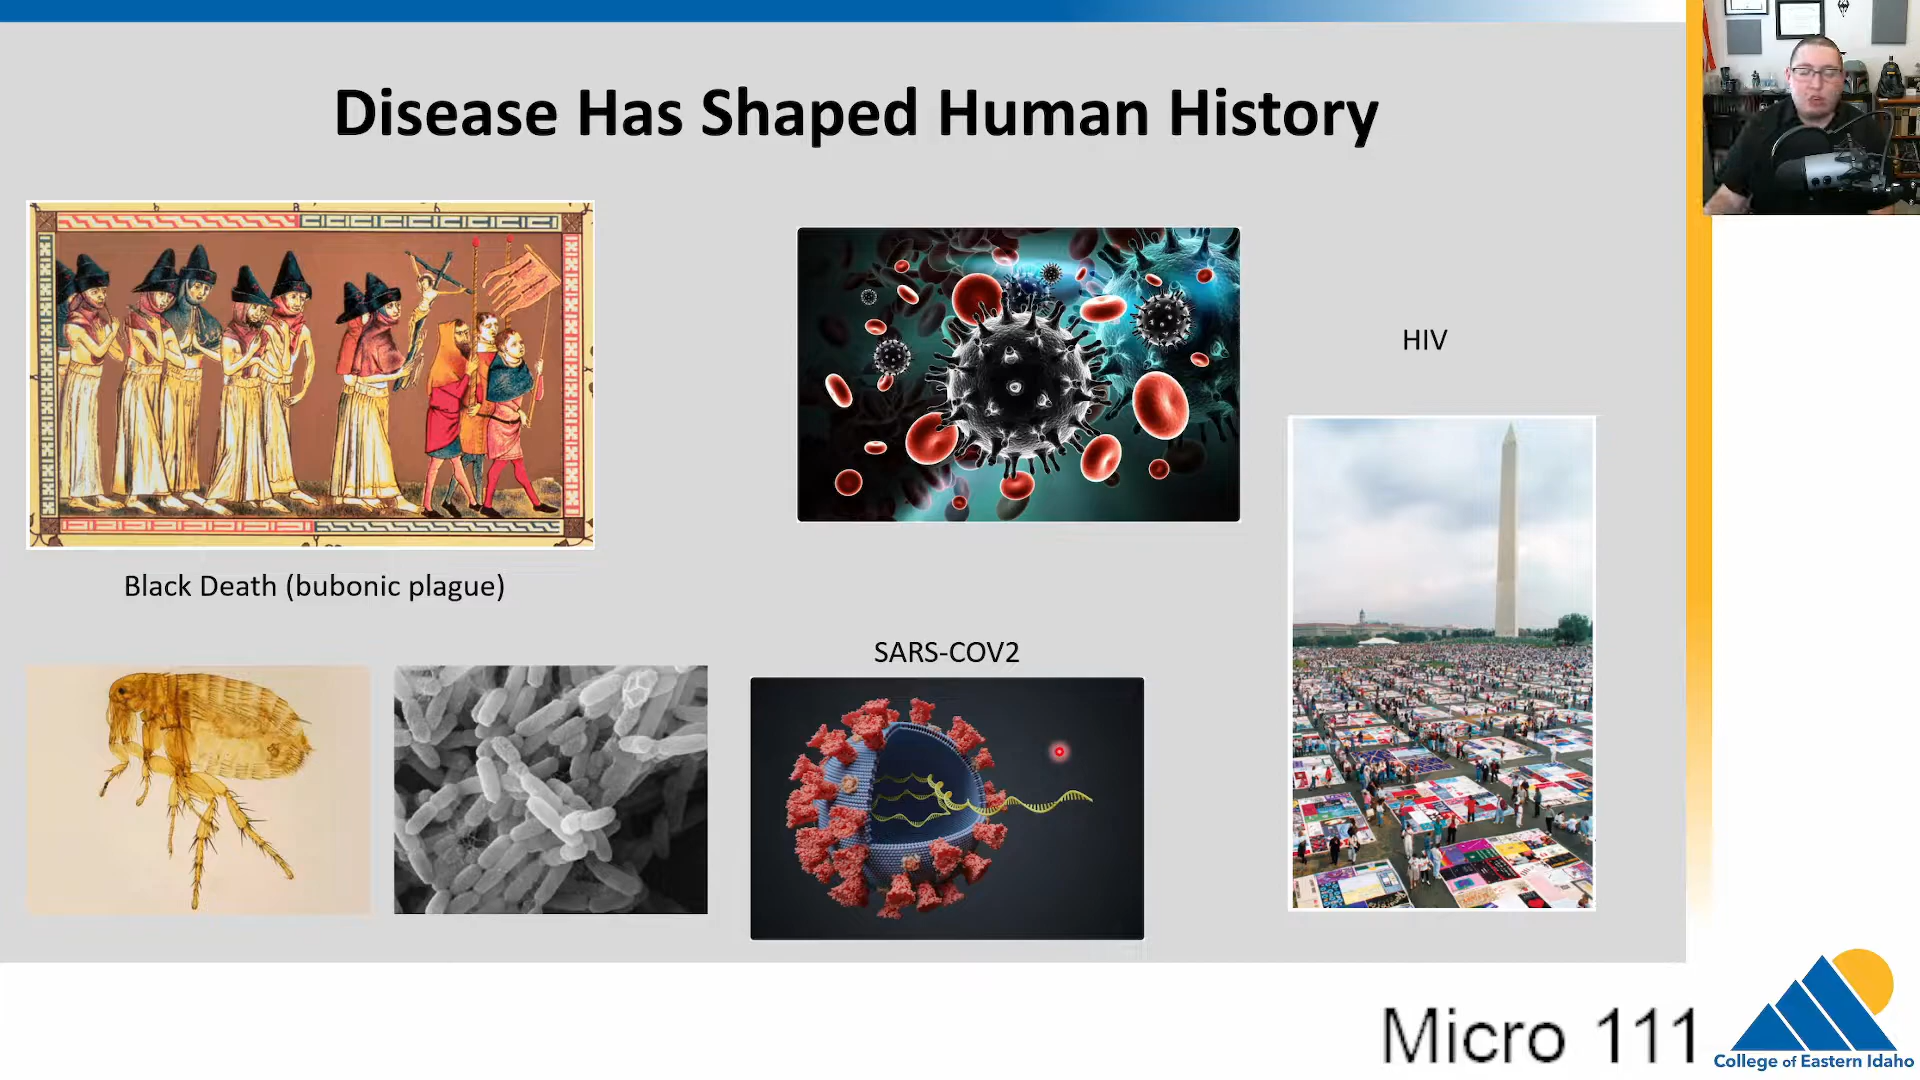 Disease Has Shaped Human History
Black Death (bubonic plague)
HIV
SARS-COV2
Micro 111
College of Eastern Idaho